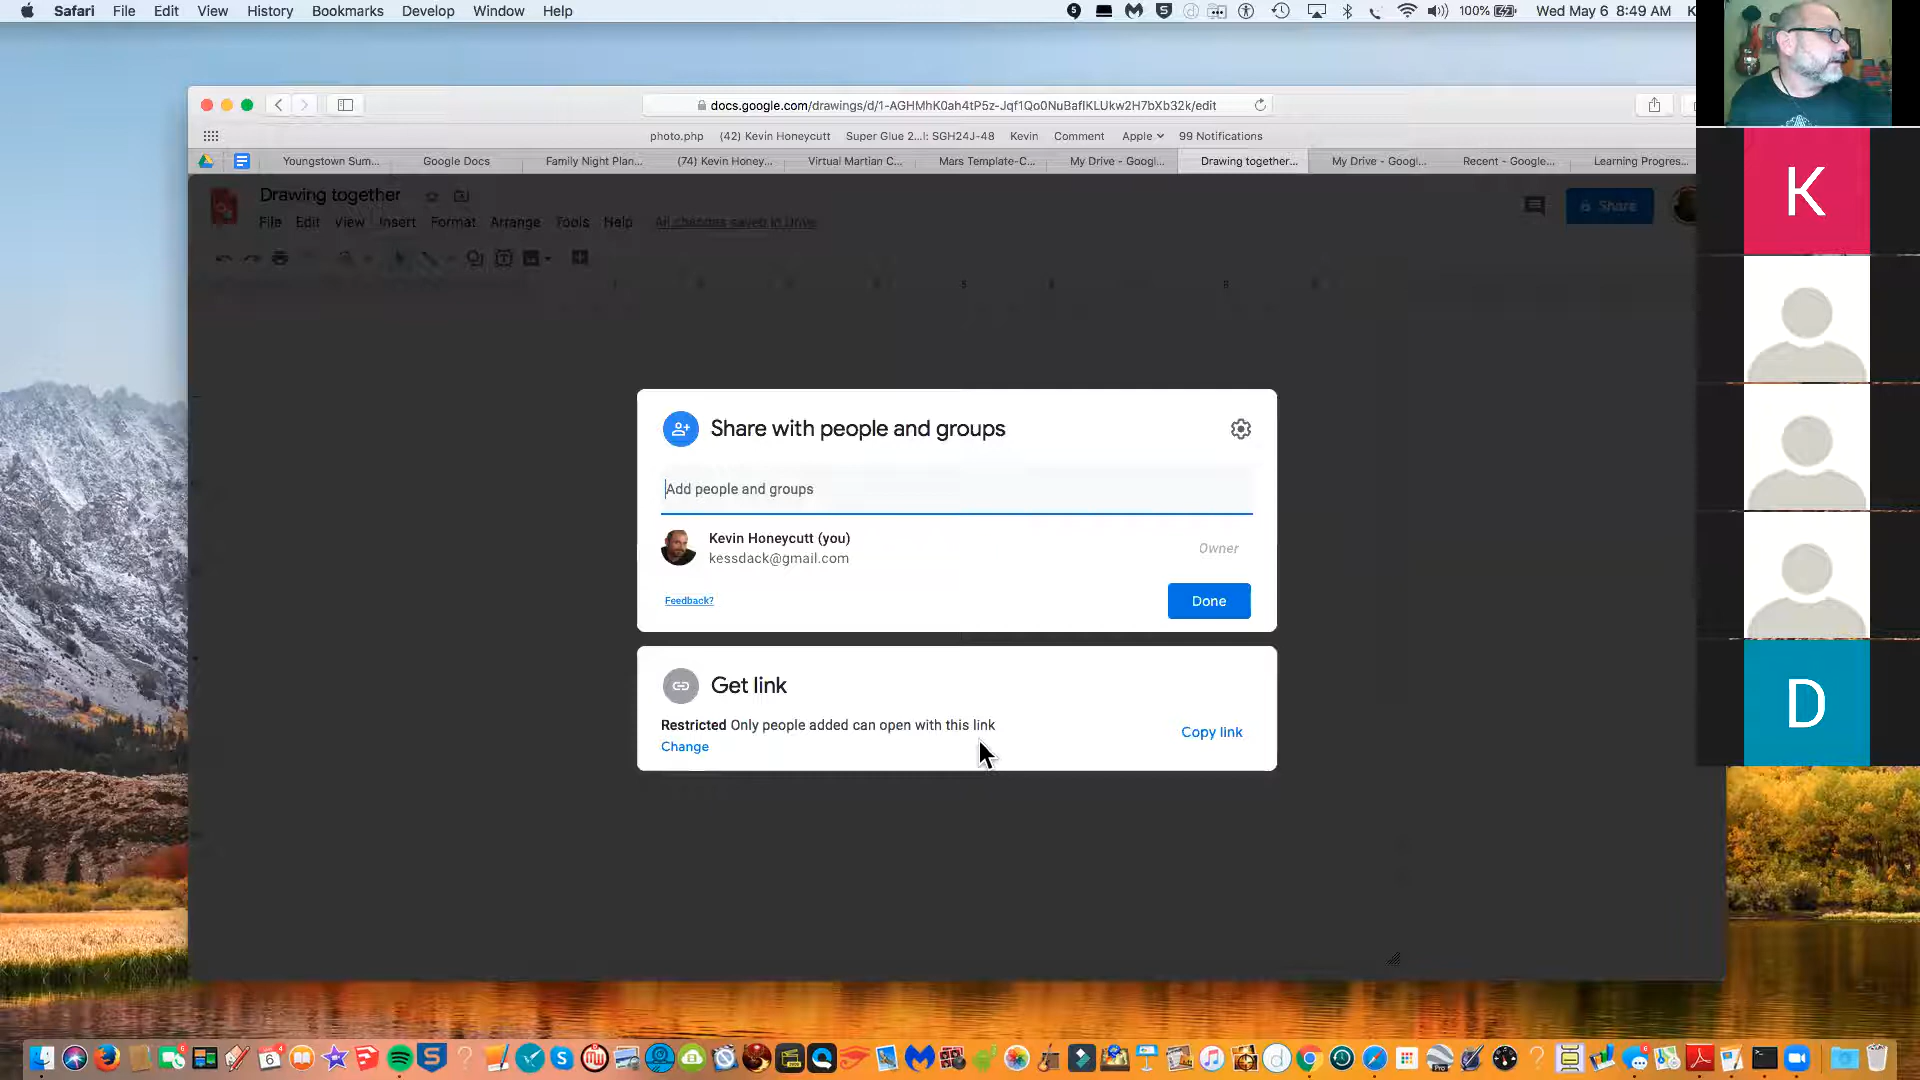 Safari File Edit View History Bookmarks Develop Window Help 100% Wed May 6 8:49 AM K
docs.google.com/drawings/d/1-AGHMhK0ah4tP5z-Jqf1Qo0NuBafIKLUkw2H7bXb32k/edit
photo.php (42) Kevin Honeycutt Super Glue 2...l: SGH24J-48 Kevin Comment Apple 99 Notifications
Youngstown Sum... Google Docs Family Night Plan... (74) Kevin Honey... Virtual Martian C... Mars Template-C... My Drive - Googl... Drawing together... My Drive - Googl... Recent - Google... Learning Progres...
Drawing together
Share
File Edit View Insert Format Arrange Tools Help All changes saved in Drive
Share with people and groups
Add people and groups
Kevin Honeycutt (you)
kessdack@gmail.com
Owner
Feedback?
Done
Get link
Restricted Only people added can open with this link
Change
Copy link
K
D